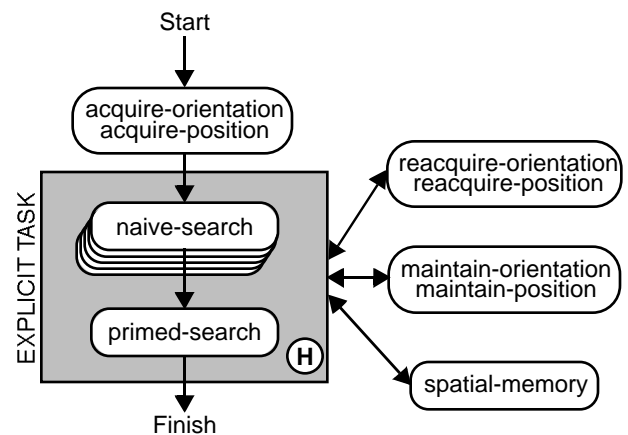 Start
acquire-orientation
acquire-position
EXPLICIT TASK
naive-search
primed-search
H
Finish
reacquire-orientation
reacquire-position
maintain-orientation
maintain-position
spatial-memory